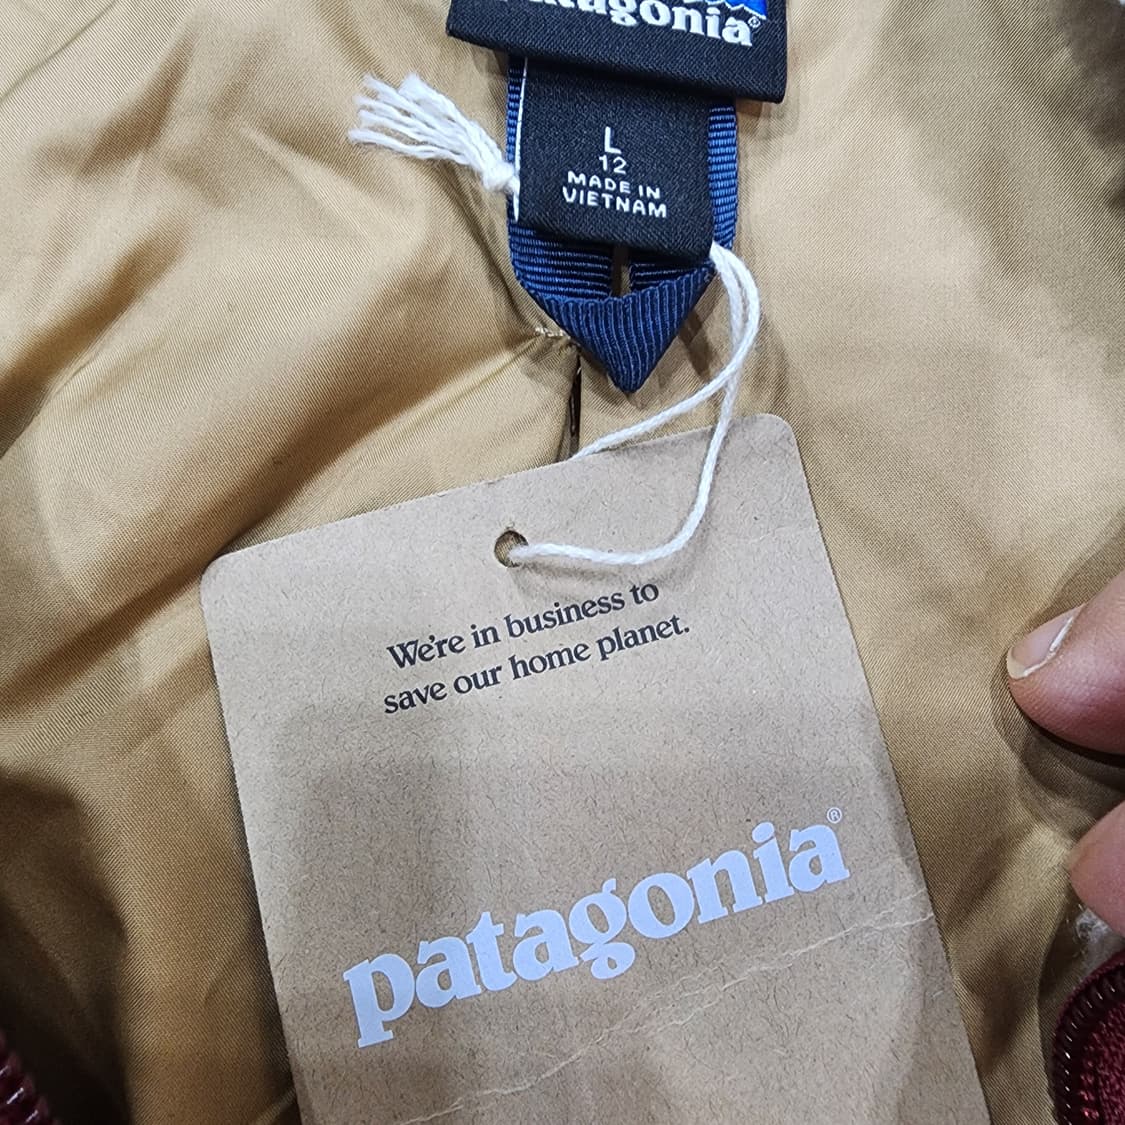 patagonia®
L
12
MADE IN
VIETNAM
We're in business to
save our home planet.
patagonia®